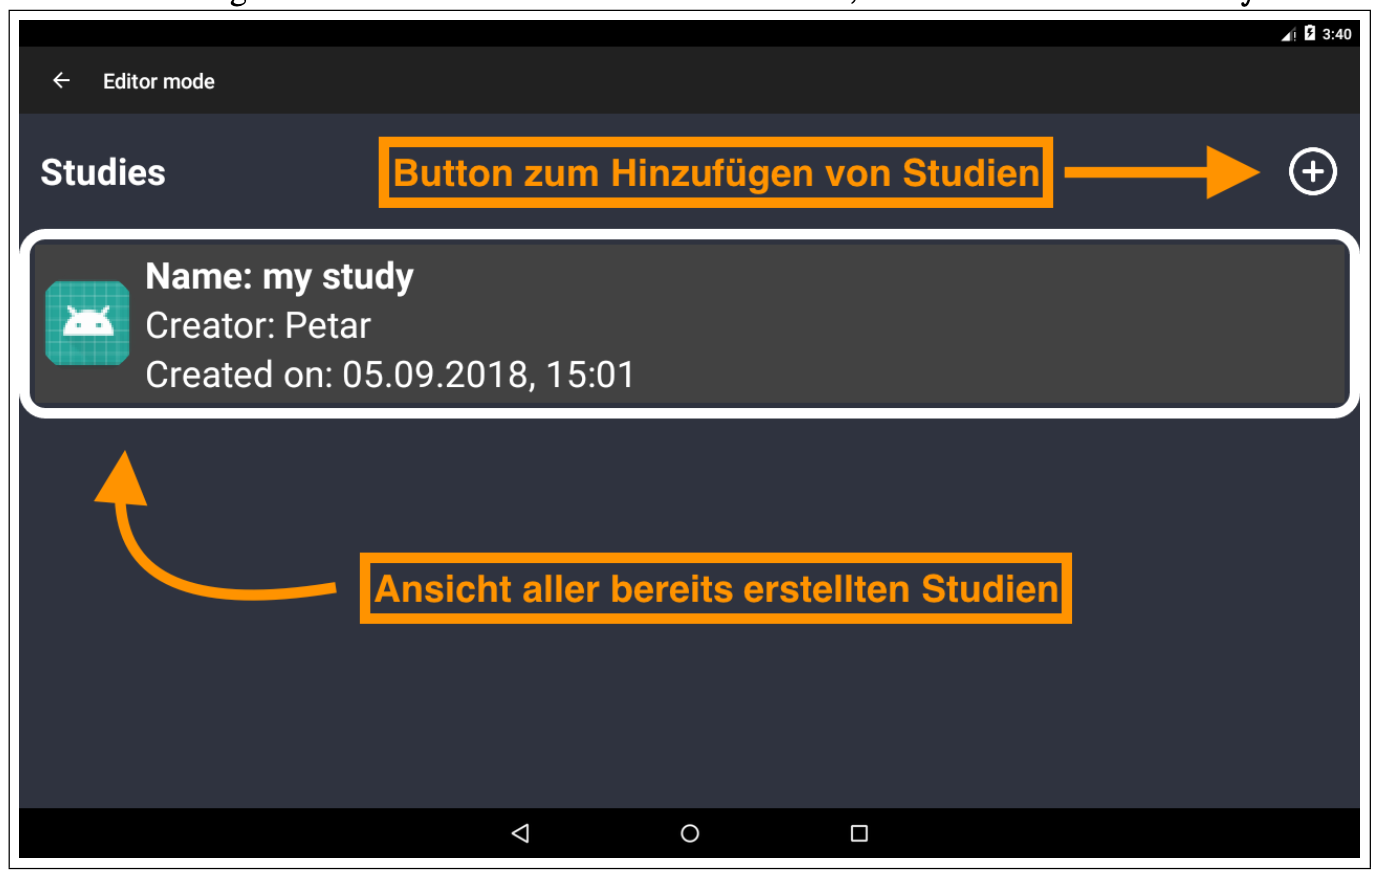 3:40
Editor mode
Studies
Button zum Hinzufügen von Studien
Name: my study
Creator: Petar
Created on: 05.09.2018, 15:01
Ansicht aller bereits erstellten Studien